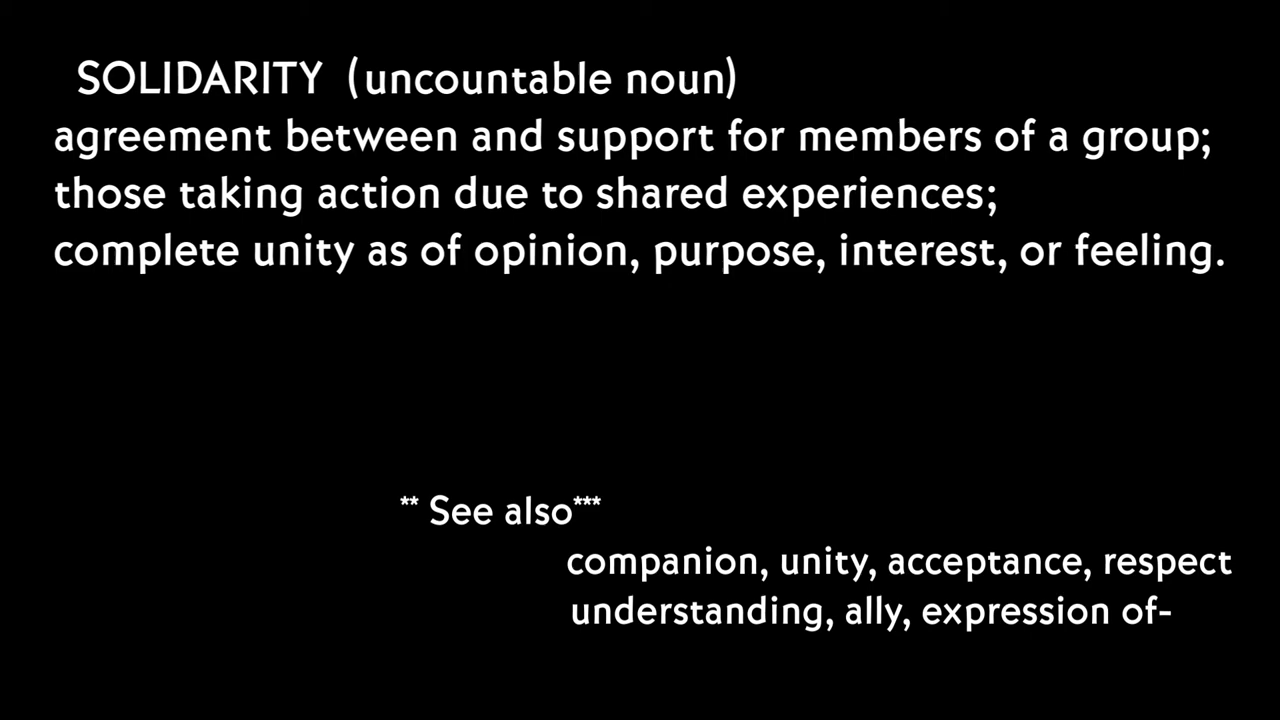 SOLIDARITY (uncountable noun)
agreement between and support for members of a group;
those taking action due to shared experiences;
complete unity as of opinion, purpose, interest, or feeling.
** See also***
companion, unity, acceptance, respect
understanding, ally, expression of-